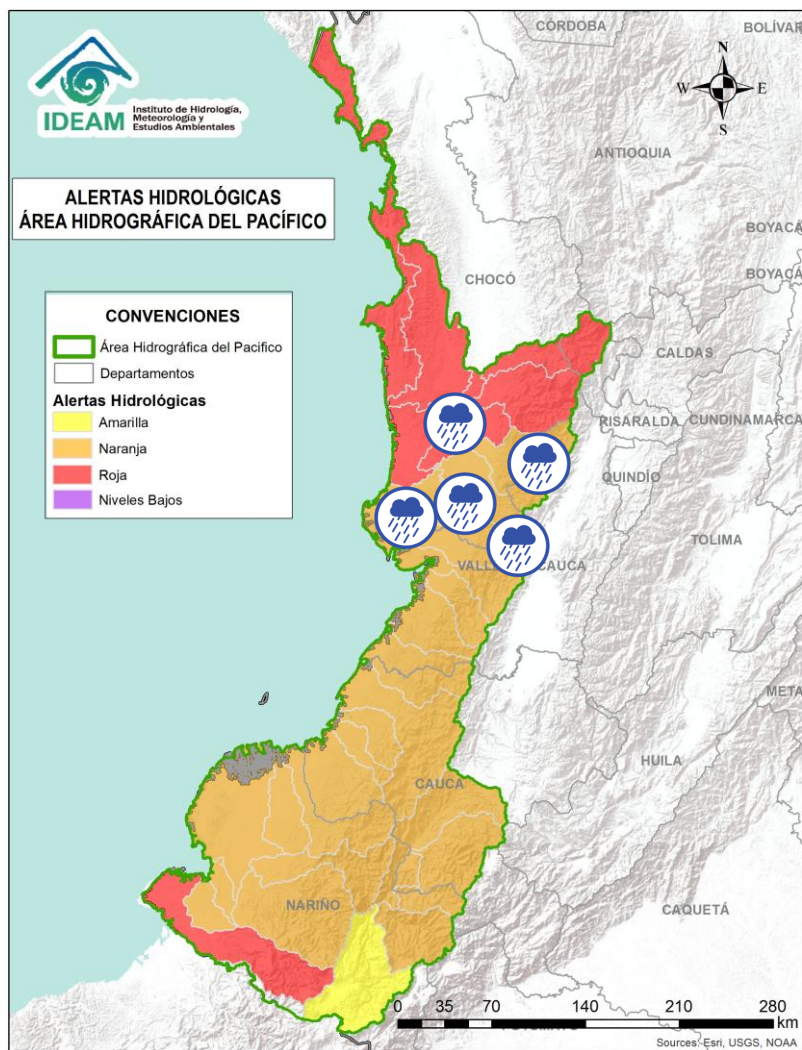 CÓRDOBA
BOLÍVAR
N
W
E
S
IDEAM
Instituto de Hidrología,
Meteorología y
Estudios Ambientales
ANTIOQUIA
ALERTAS HIDROLÓGICAS
ÁREA HIDROGRÁFICA DEL PACÍFICO
BOYACÁ
BOYACÁ
CHOCÓ
CONVENCIONES
Área Hidrográfica del Pacifico
Departamentos
Alertas Hidrológicas
Amarilla
Naranja
Roja
Niveles Bajos
CALDAS
RISARALDA
CUNDINAMARCA
QUINDÍO
TOLIMA
VALLE
CAUCA
META
HUILA
CAUCA
NARIÑO
CAQUETÁ
0 35 70 140 210 280
km
Sources: Esri, USGS, NOAA